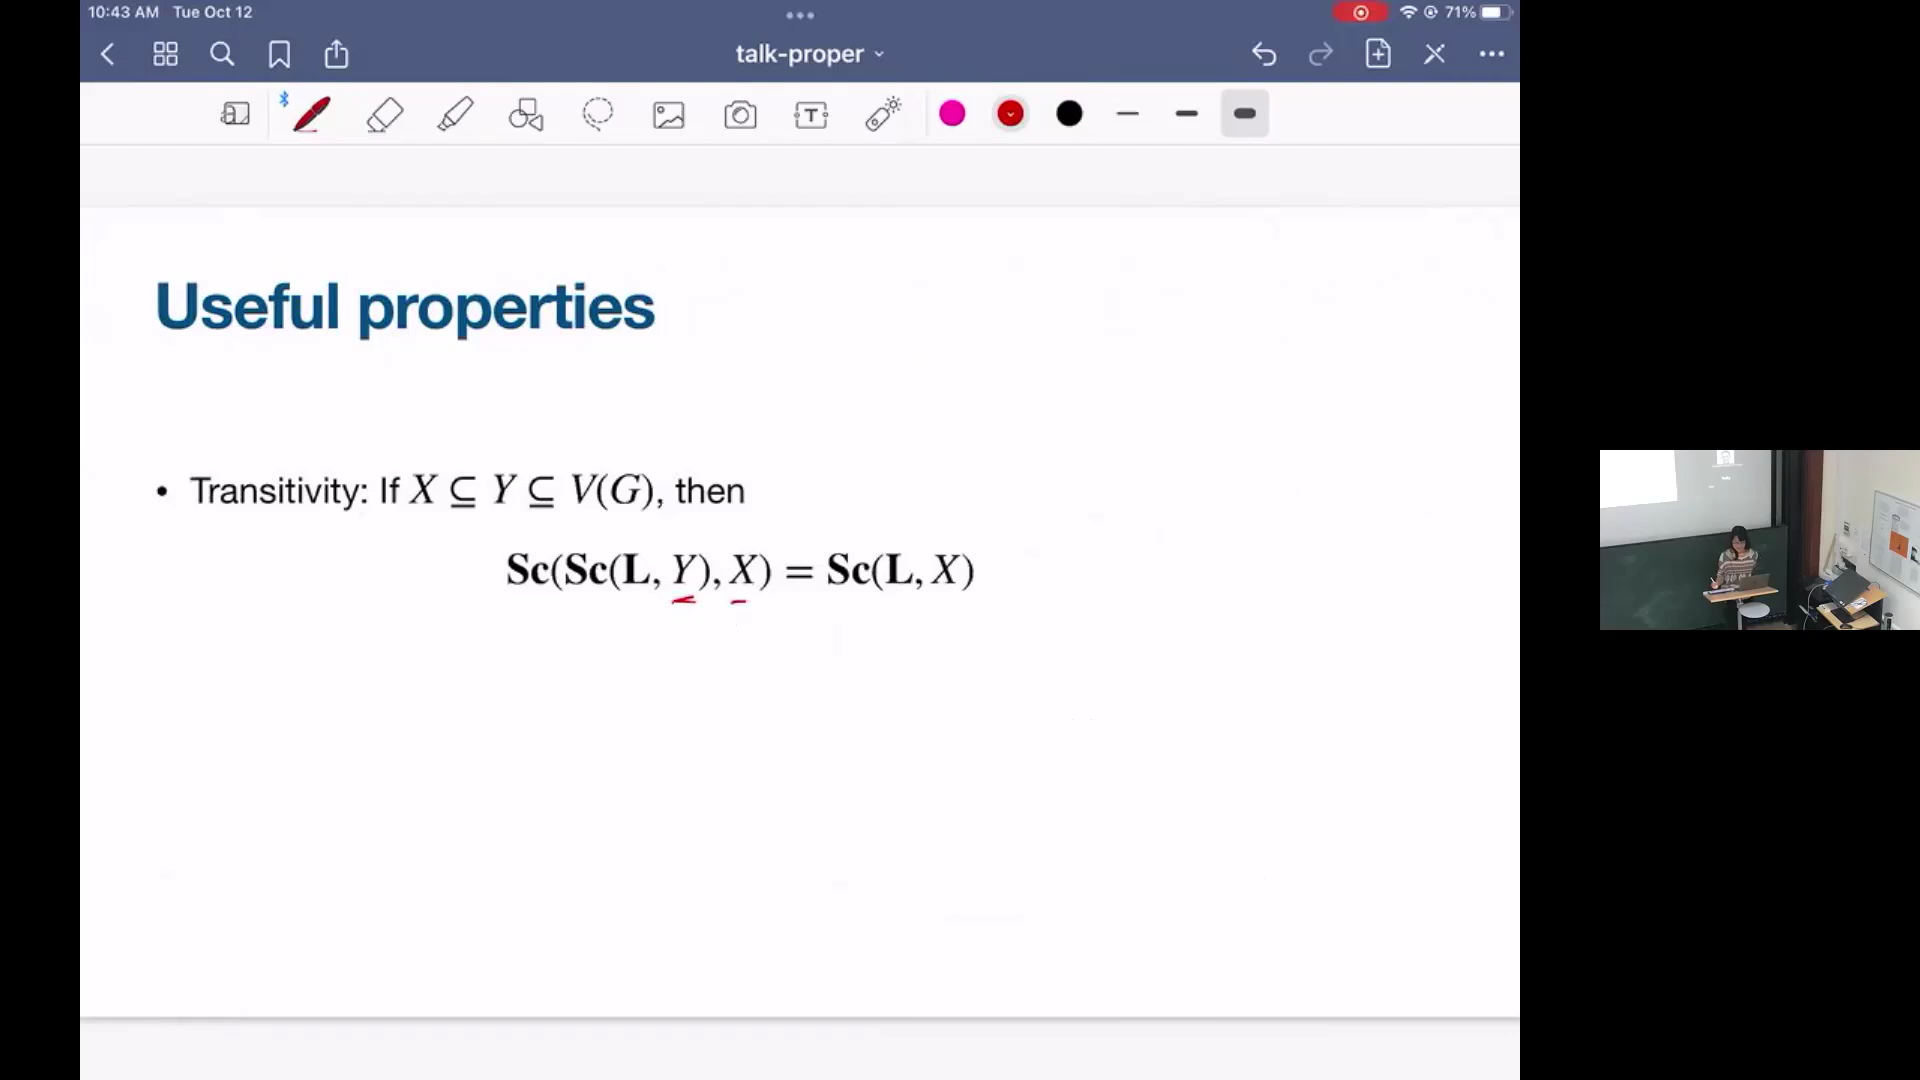 10:43 AM Tue Oct 12
71%
talk-proper
Useful properties
• Transitivity: If X ⊆ Y ⊆ V(G), then
Sc(Sc(L, Y), X) = Sc(L, X)